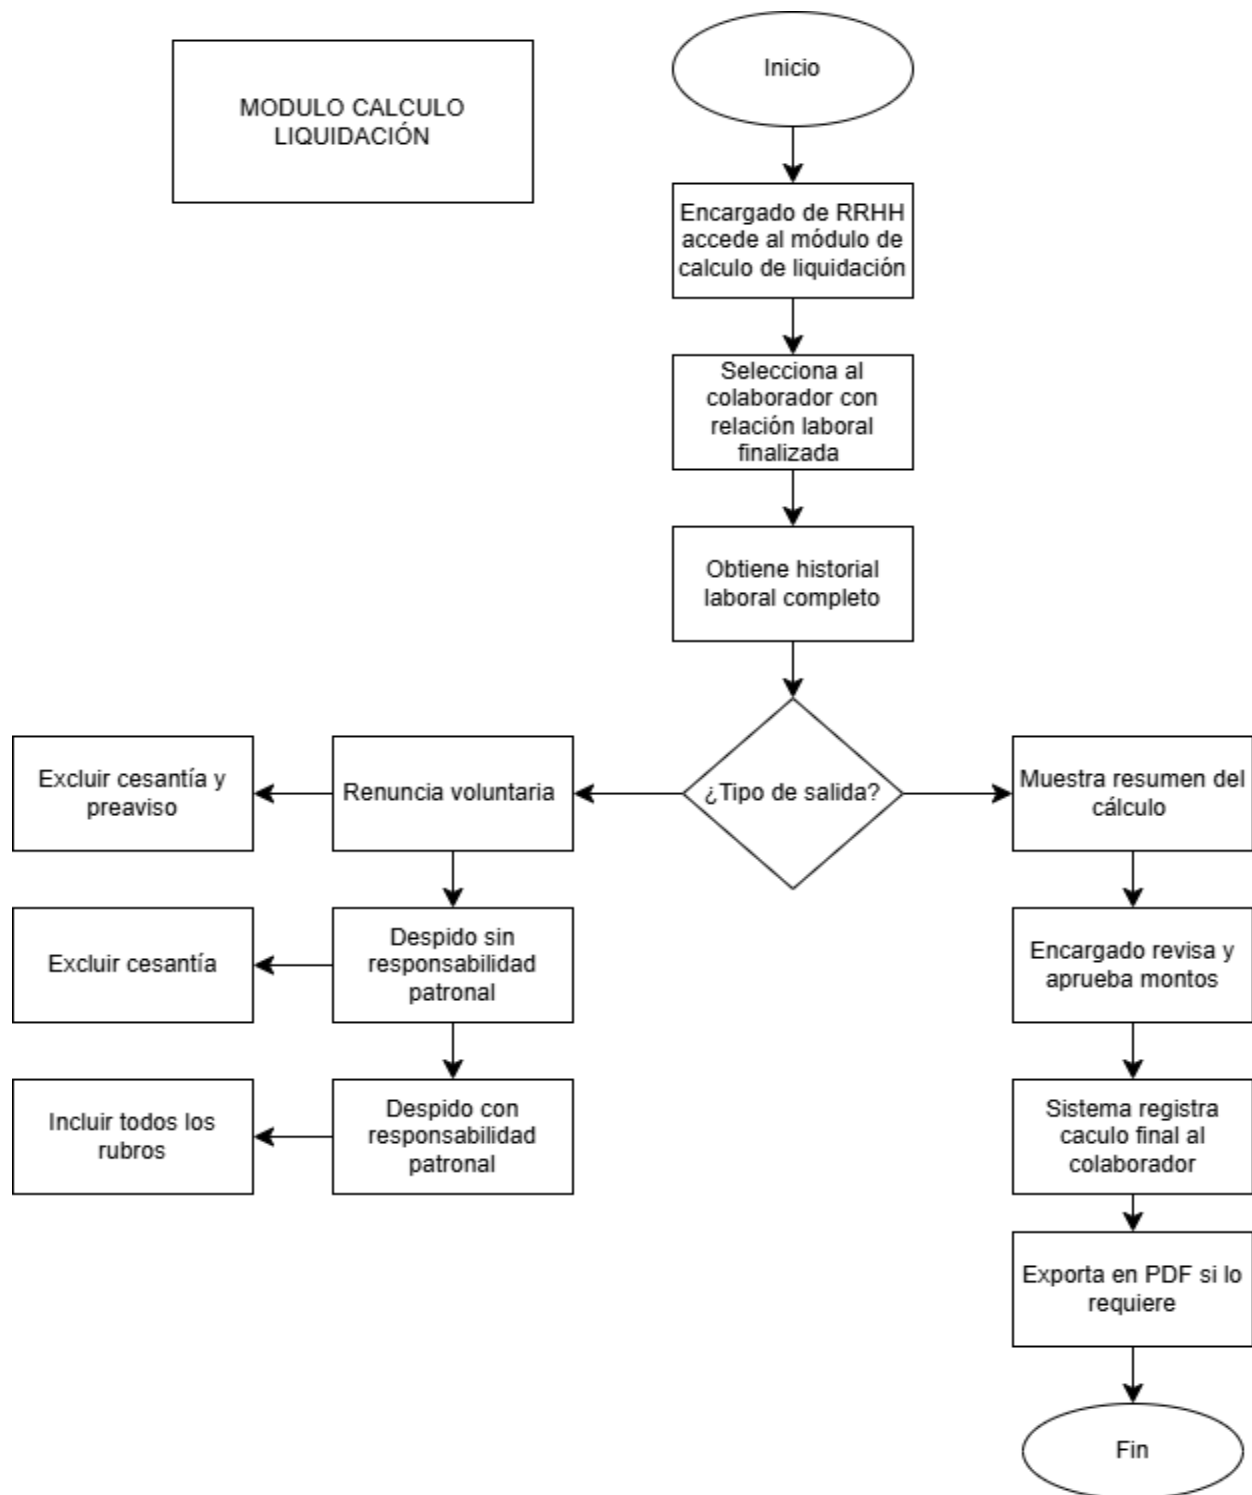 MODULO CALCULO
LIQUIDACIÓN
Inicio
Encargado de RRHH
accede al módulo de
calculo de liquidación
Selecciona al
colaborador con
relación laboral
finalizada
Obtiene historial
laboral completo
¿Tipo de salida?
Renuncia voluntaria
Excluir cesantía y
preaviso
Despido sin
responsabilidad
patronal
Excluir cesantía
Despido con
responsabilidad
patronal
Incluir todos los
rubros
Muestra resumen del
cálculo
Encargado revisa y
aprueba montos
Sistema registra
caculo final al
colaborador
Exporta en PDF si lo
requiere
Fin